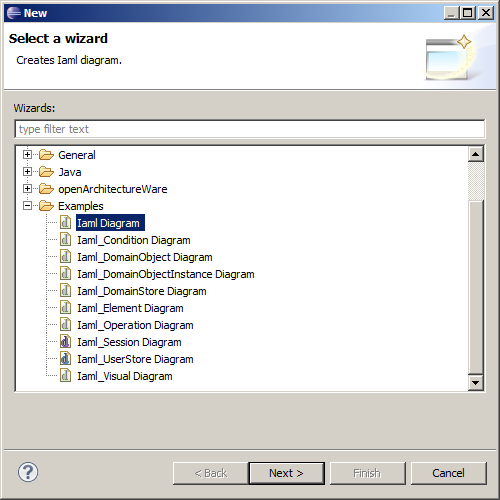 New
Select a wizard
Creates Iaml diagram.
Wizards:
type filter text
General
Java
openArchitectureWare
Examples
Iaml Diagram
Iaml_Condition Diagram
Iaml_DomainObject Diagram
Iaml_DomainObjectInstance Diagram
Iaml_DomainStore Diagram
Iaml_Element Diagram
Iaml_Operation Diagram
Iaml_Session Diagram
Iaml_UserStore Diagram
Iaml_Visual Diagram
? < Back Next > Finish Cancel